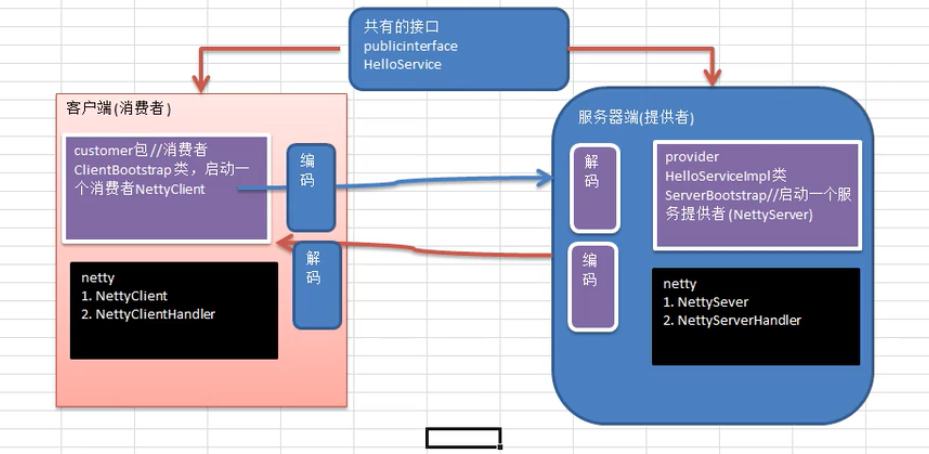 共有的接口
publicinterface
HelloService
客户端(消费者)
customer包//消费者
ClientBootstrap类，启动一
个消费者NettyClient
编
码
解
码
netty
1. NettyClient
2. NettyClientHandler
服务器端(提供者)
解
码
编
码
provider
HelloServiceImpl类
ServerBootstrap//启动一个服
务提供者 (NettyServer)
netty
1. NettySever
2. NettyServerHandler